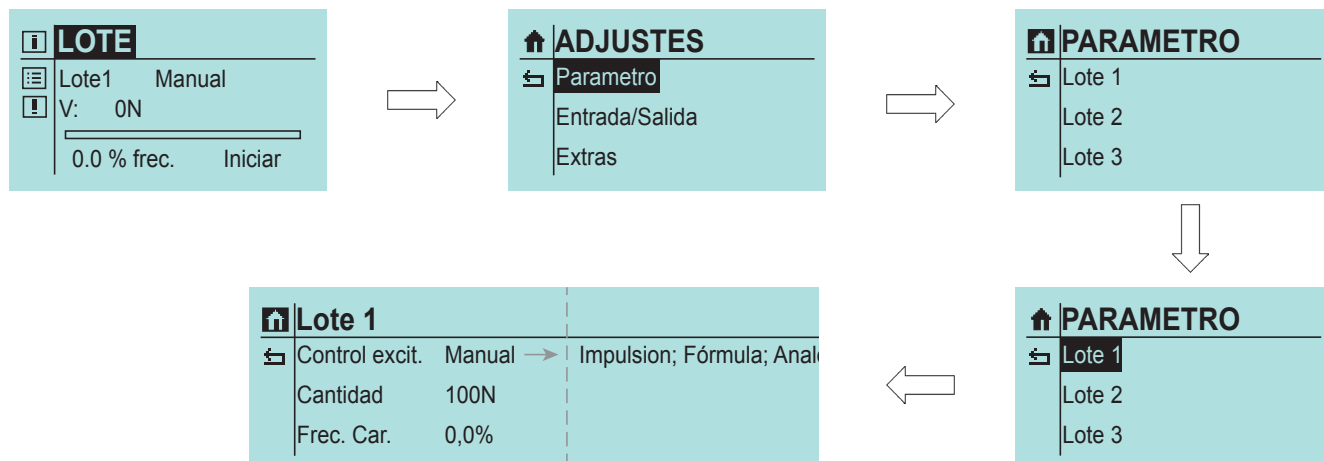 LOTE
Lote1 Manual
V: 0N
0.0 % frec. Iniciar
ADJUSTES
Parametro
Entrada/Salida
Extras
PARAMETRO
Lote 1
Lote 2
Lote 3
PARAMETRO
Lote 1
Lote 2
Lote 3
Lote 1
Control excit. Manual Impulsion; Fórmula;
Cantidad 100N
Frec. Car. 0,0%